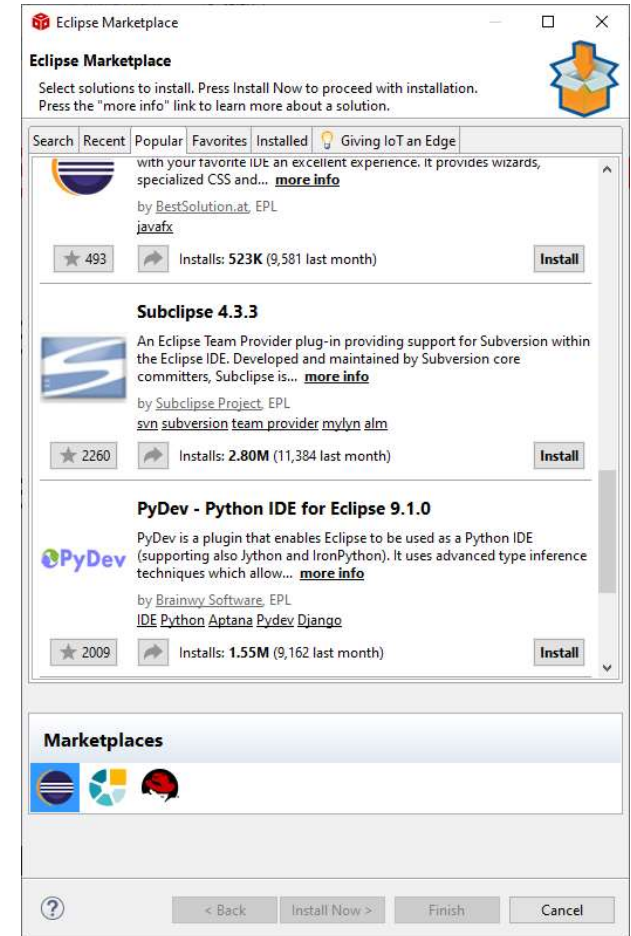 Eclipse Marketplace
Eclipse Marketplace
Select solutions to install. Press Install Now to proceed with installation.
Press the "more info" link to learn more about a solution.
Search Recent Popular Favorites Installed Giving IoT an Edge
with your favorite IDE an excellent experience. It provides wizards,
specialized CSS and... more info
by BestSolution.at, EPL
javafx
493 Installs: 523K (9,581 last month) Install
Subclipse 4.3.3
An Eclipse Team Provider plug-in providing support for Subversion within
the Eclipse IDE. Developed and maintained by Subversion core
committers, Subclipse is... more info
by Subclipse Project, EPL
svn subversion team provider mylyn alm
2260 Installs: 2.80M (11,384 last month) Install
PyDev - Python IDE for Eclipse 9.1.0
PyDev is a plugin that enables Eclipse to be used as a Python IDE
PyDev (supporting also Jython and IronPython). It uses advanced type inference
techniques which allow... more info
by Brainwy Software, EPL
IDE Python Aptana Pydev Django
2009 Installs: 1.55M (9,162 last month) Install
Marketplaces
? < Back Install Now > Finish Cancel